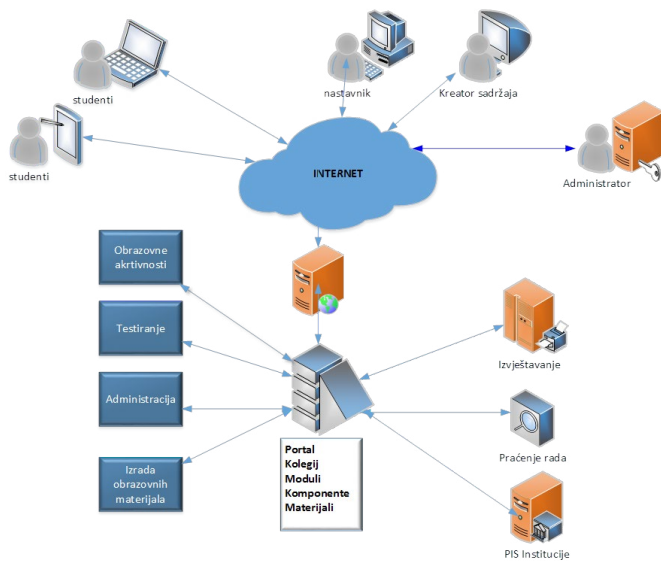 studenti
nastavnik
Kreator sadržaja
studenti
INTERNET
Administrator
Obrazovne
akrtivnosti
Testiranje
Administracija
Izrada
obrazovnih
materijala
Izvještavanje
Praćenje rada
PIS Institucije
Portal
Kolegij
Moduli
Komponente
Materijali